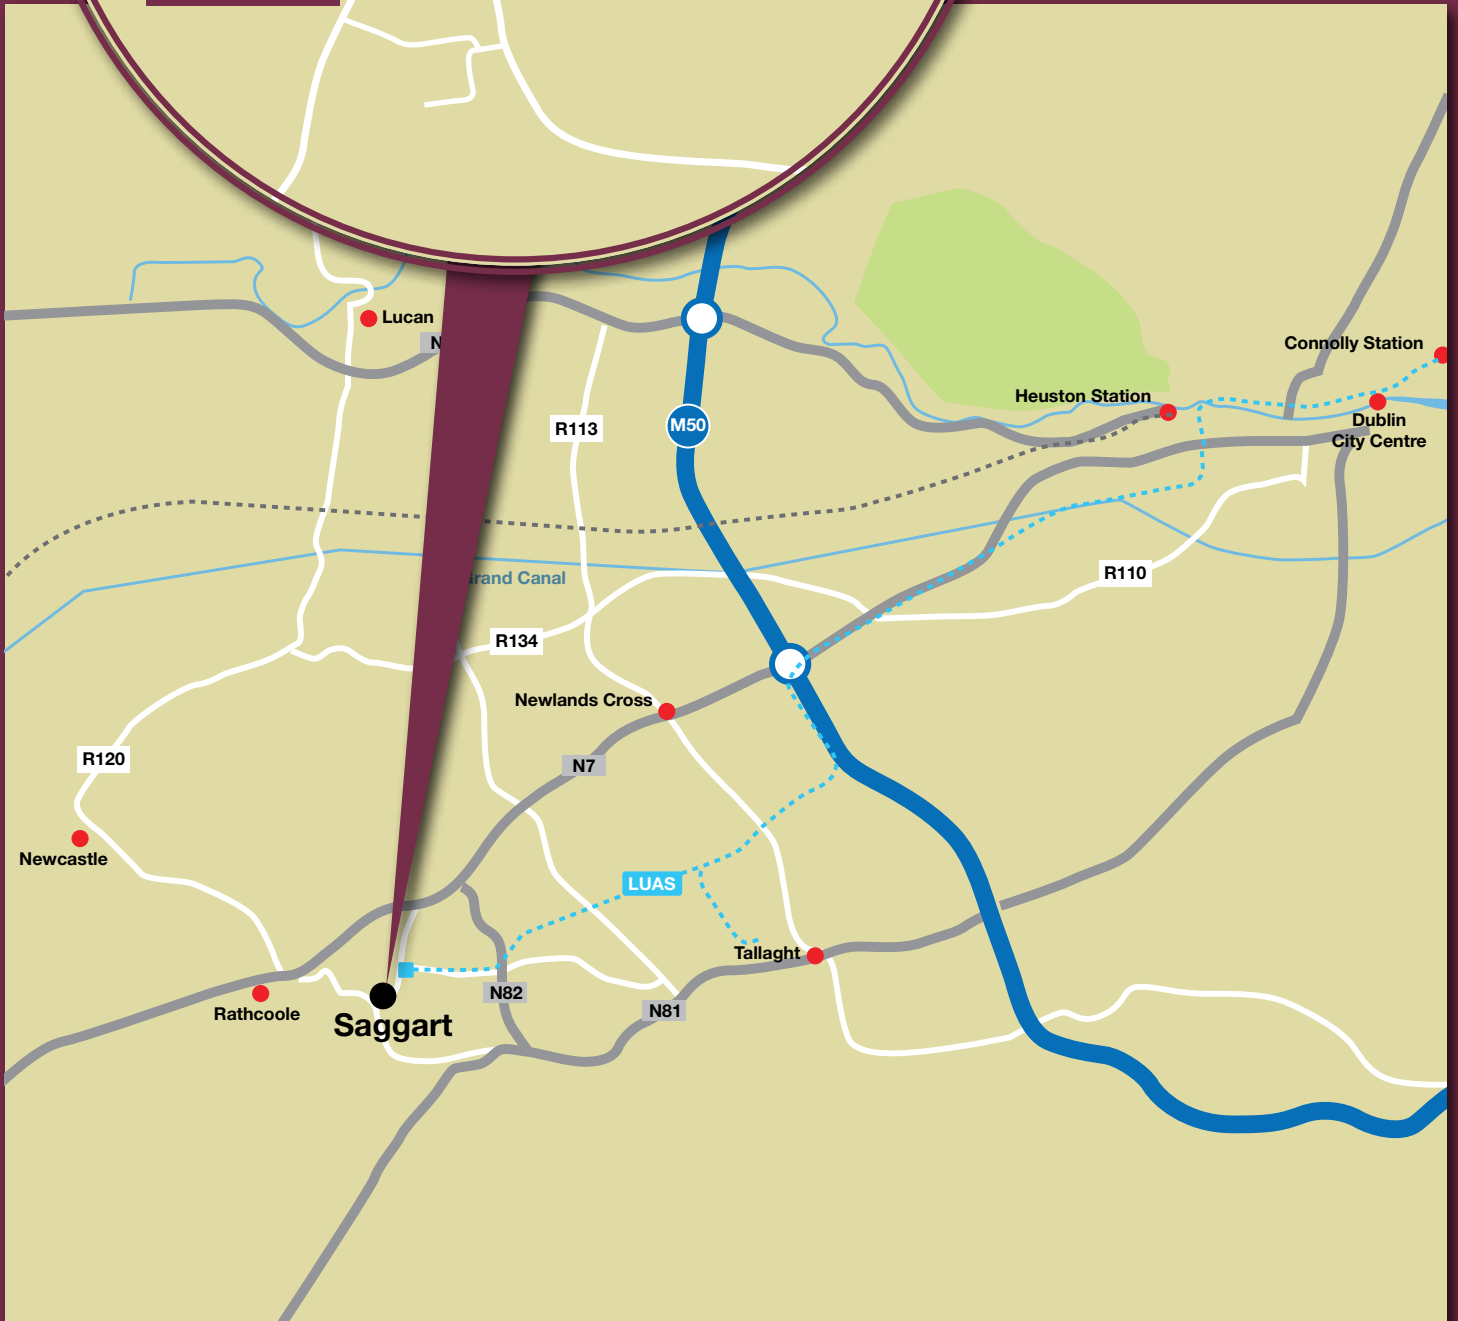 Lucan
N
Connolly Station
Heuston Station
Dublin
City Centre
M50
R113
R110
Grand Canal
R134
Newlands Cross
N7
R120
Newcastle
LUAS
Tallaght
N82
N81
Rathcoole
Saggart